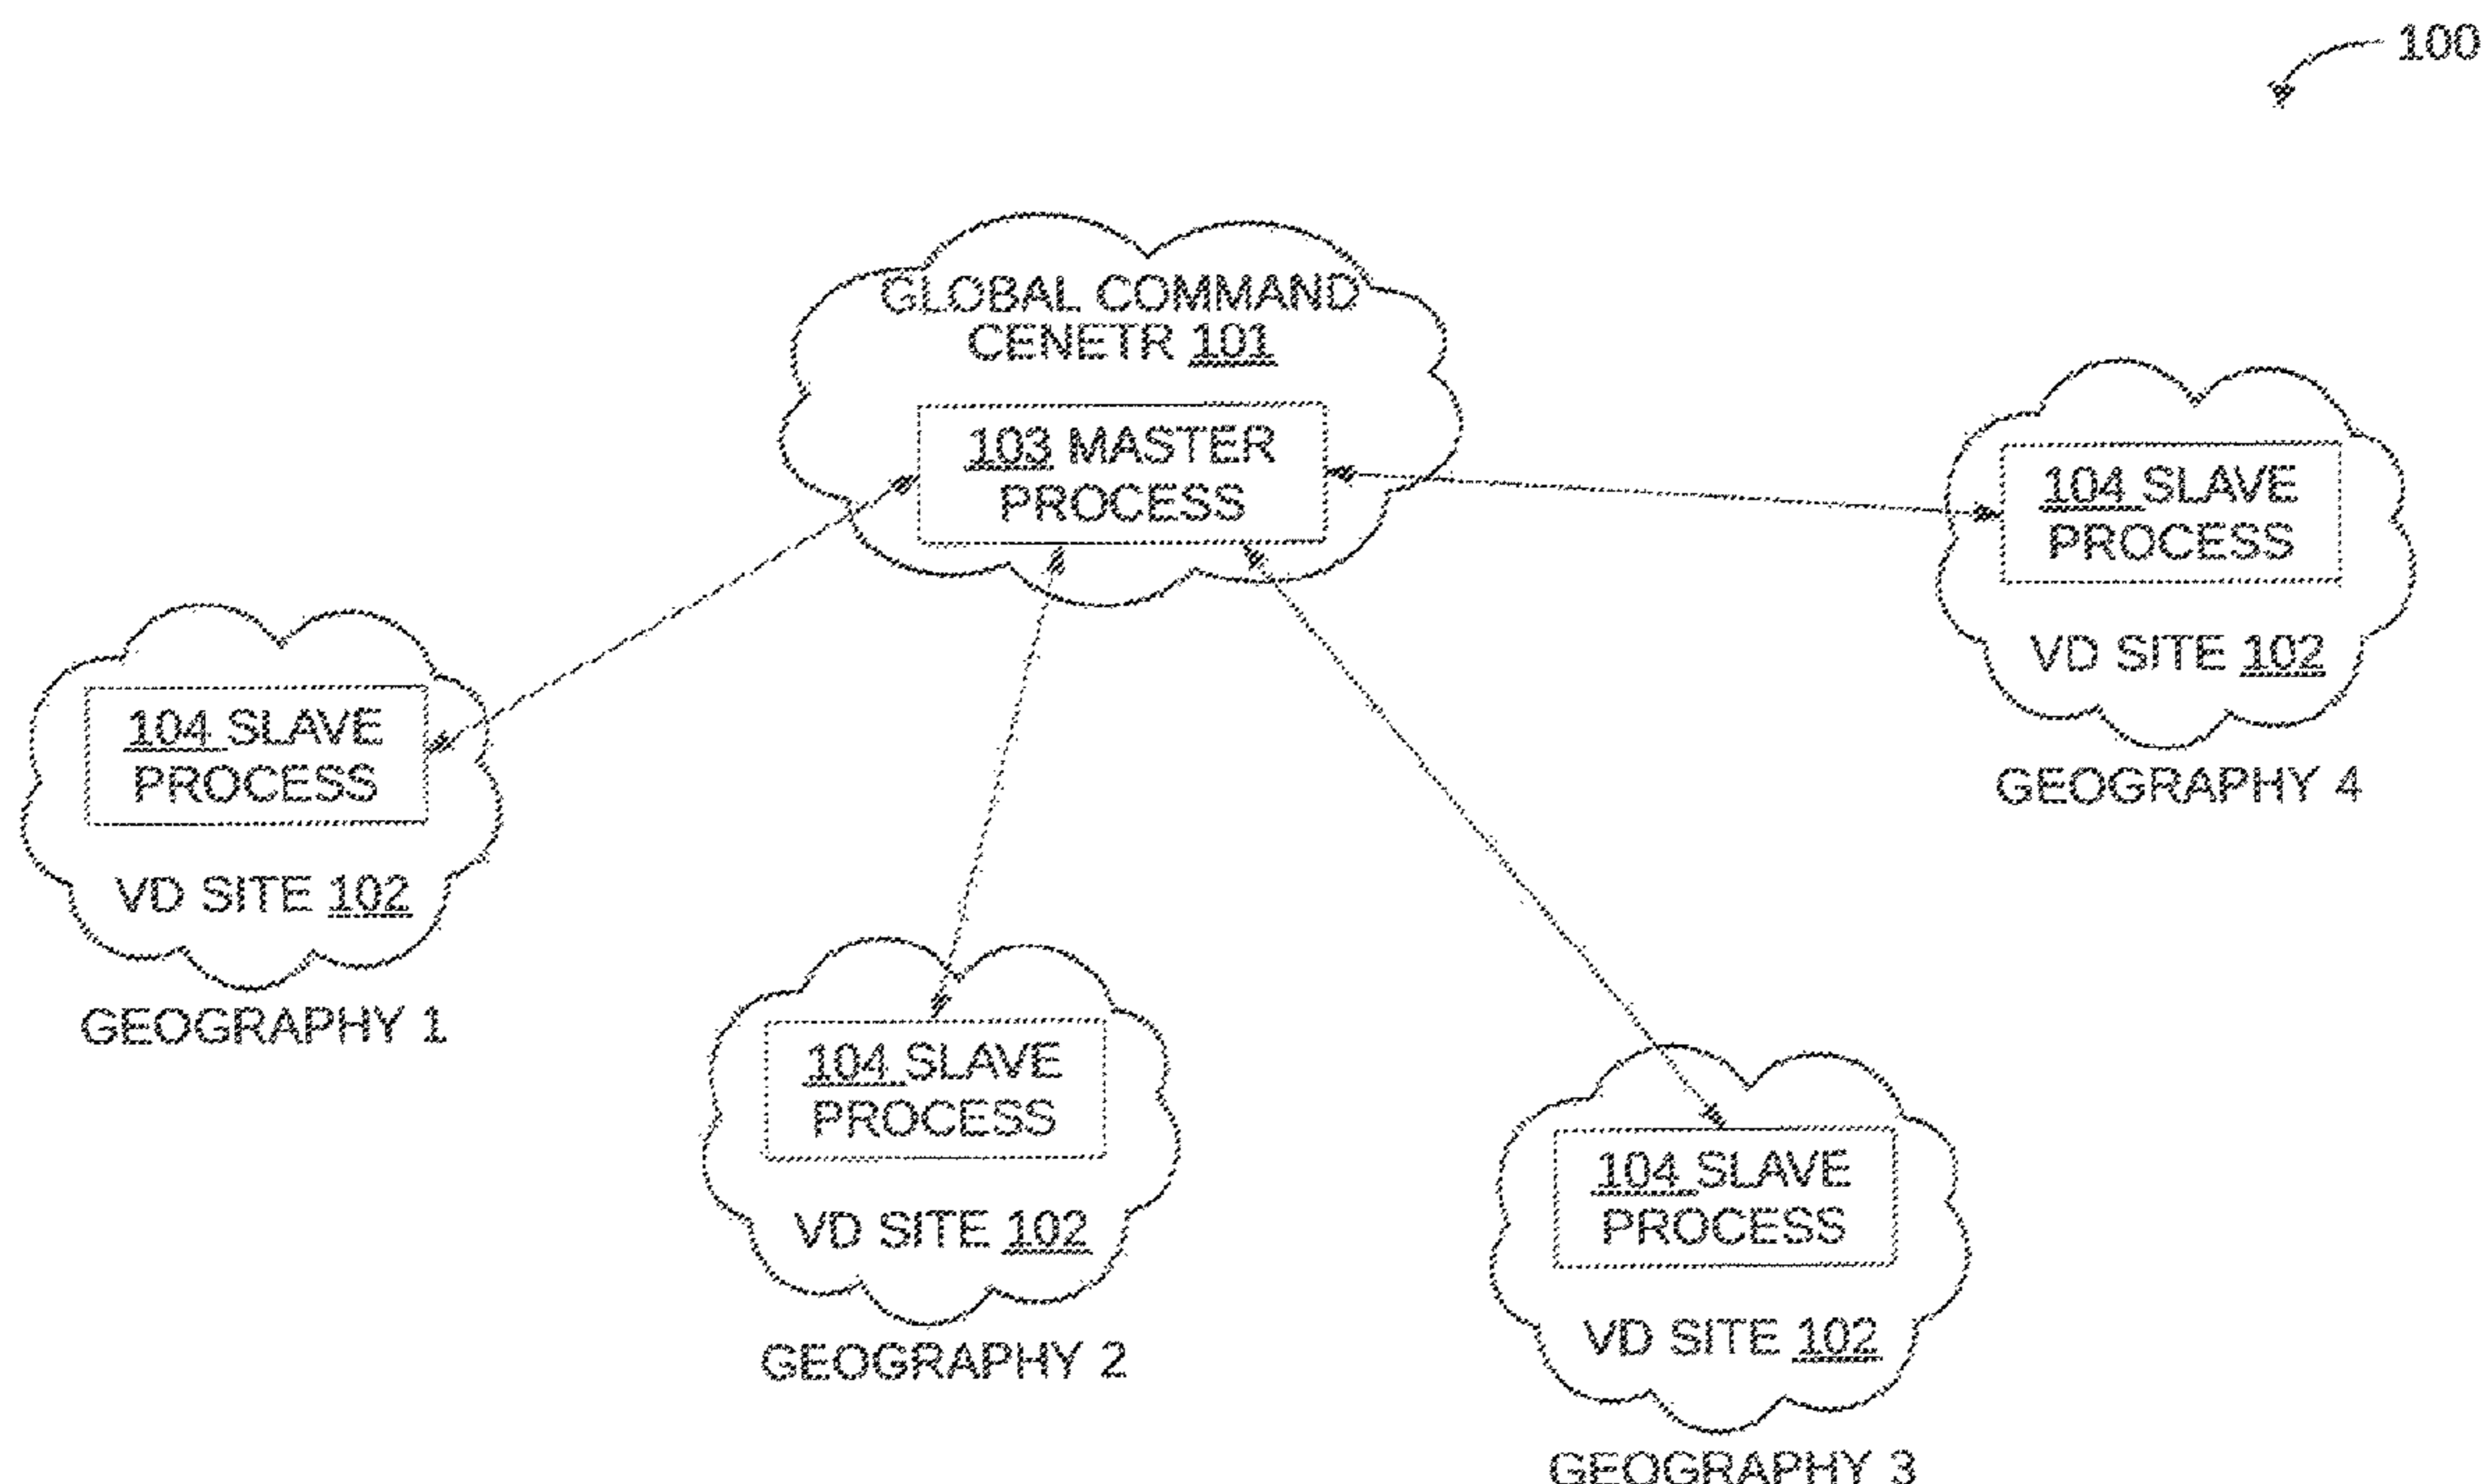 100
GLOBAL COMMAND
CENETR 101
103 MASTER
PROCESS
104 SLAVE
PROCESS
VD SITE 102
GEOGRAPHY 4
104 SLAVE
PROCESS
VD SITE 102
GEOGRAPHY 1
104 SLAVE
PROCESS
VD SITE 102
GEOGRAPHY 2
104 SLAVE
PROCESS
VD SITE 102
GEOGRAPHY 3